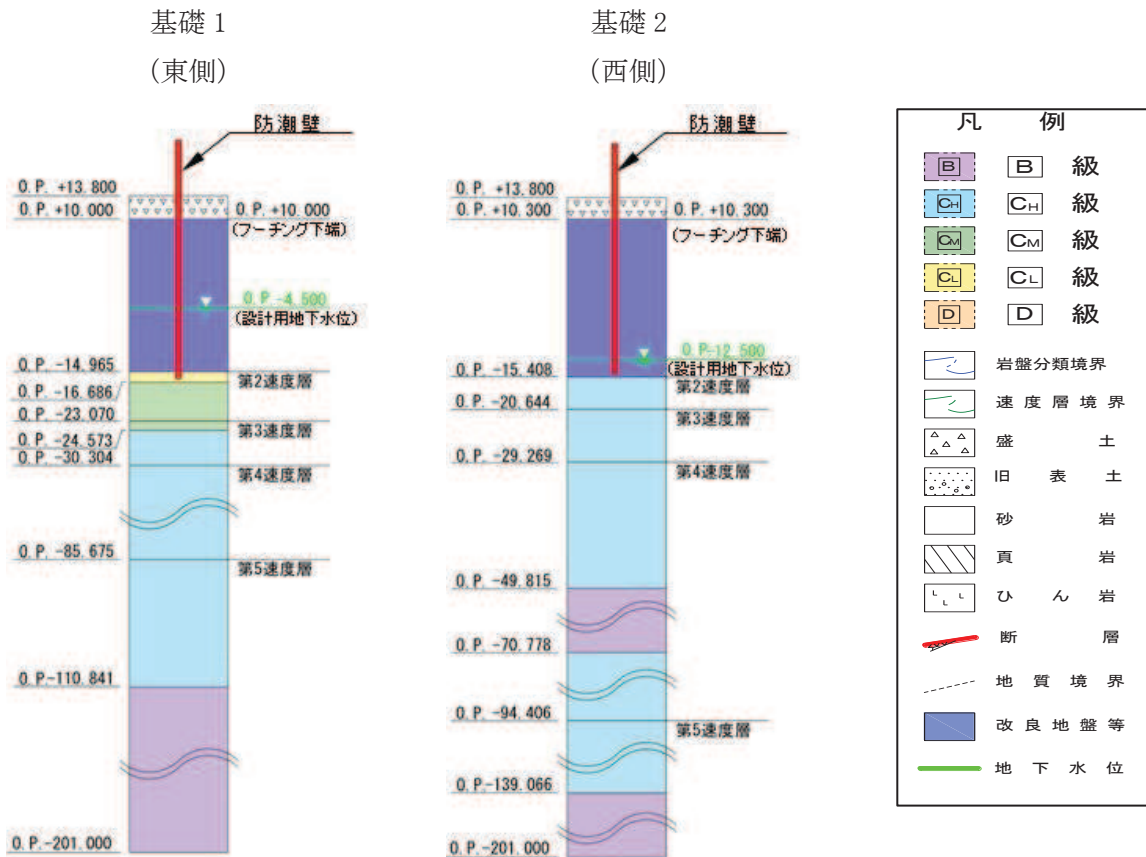 基礎 1
(東側)
防潮壁
O.P. +13.800
O.P. +10.000
O.P. +10.000
(フーチング下端)
O.P. -4.500
(設計用地下水位)
O.P. -14.965
第2速度層
O.P. -16.686
O.P. -23.070
第3速度層
O.P. -24.573
O.P. -30.304
第4速度層
O.P. -85.675
第5速度層
O.P-110.841
O.P.-201.000
基礎 2
(西側)
防潮壁
O.P. +13.800
O.P. +10.300
O.P. +10.300
(フーチング下端)
O.P-12.500
(設計用地下水位)
O.P. -15.408
第2速度層
O.P. -20.644
第3速度層
O.P. -29.269
第4速度層
O.P. -49.815
O.P. -70.778
O.P. -94.406
第5速度層
O.P.-139.066
O.P.-201.000
凡 例
B B 級
CH CH 級
CM CM 級
CL CL 級
D D 級
岩盤分類境界
速度層境界
盛土
旧表土
砂岩
頁岩
ひん岩
断層
地質境界
改良地盤等
地下水位